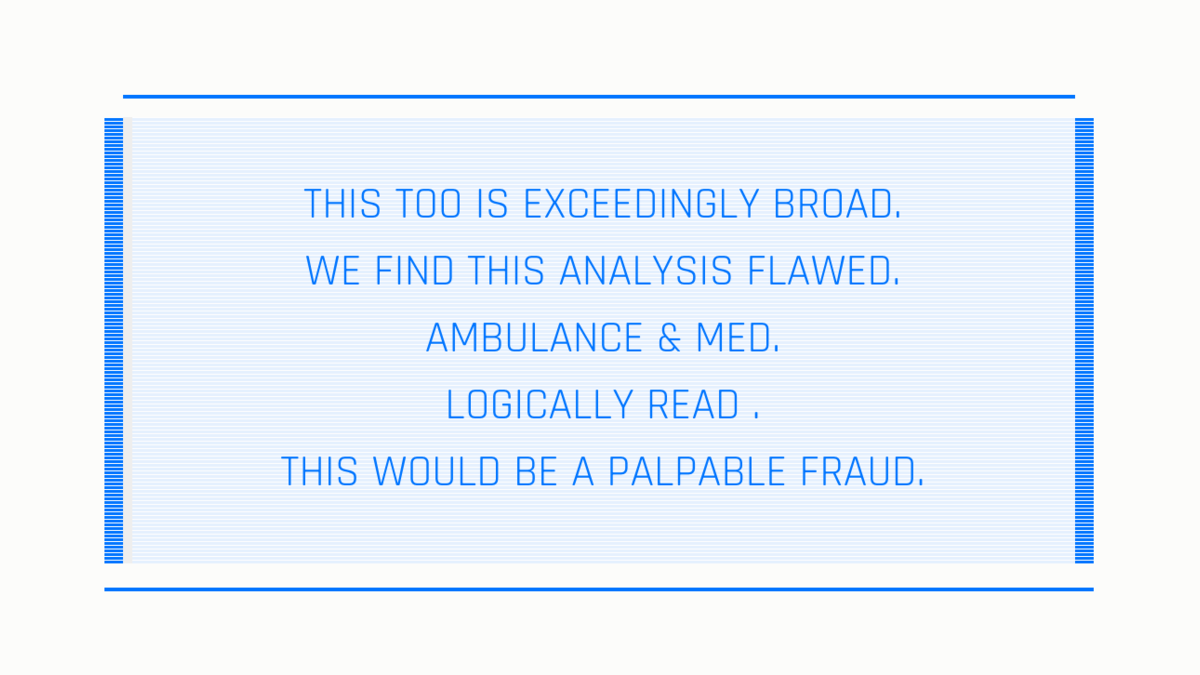 THIS TOO IS EXCEEDINGLY BROAD.
WE FIND THIS ANALYSIS FLAWED.
AMBULANCE & MED.
LOGICALLY READ .
THIS WOULD BE A PALPABLE FRAUD.